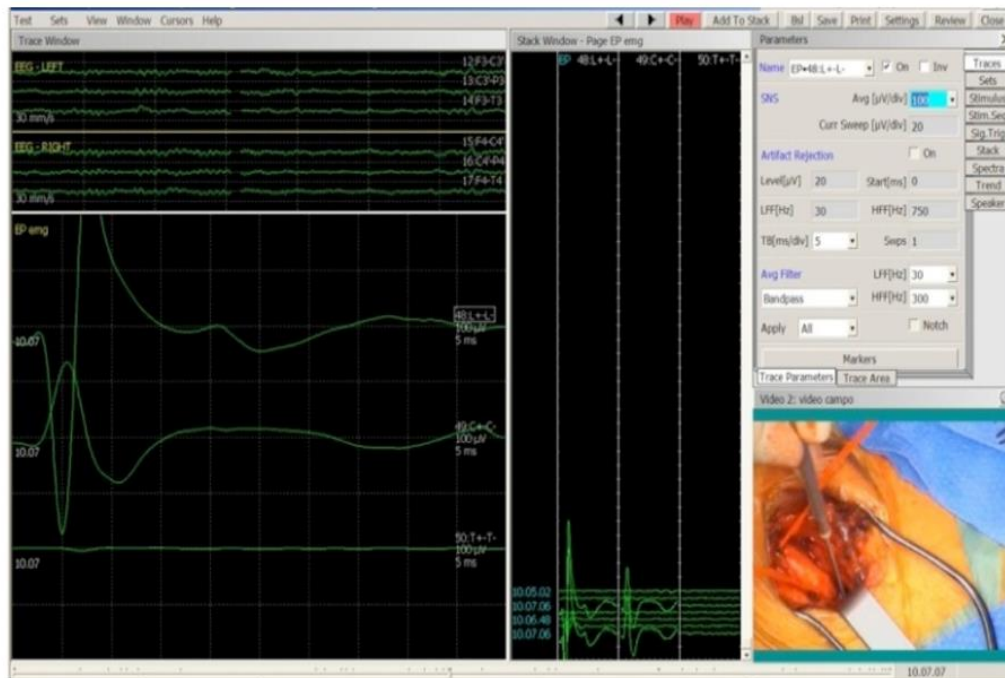 Test Sets View Window Cursors Help
Play Add To Stack Bsl Save Print Settings Review Close
Trace Window
EEG - LEFT
12:F3-C3'
13:C3'-P3
14:F3-T3
30 mm/s
EEG - RIGHT
15:F4-C4'
16:C4'-P4
17:F4-T4
30 mm/s
EP emg
48:L+-L-
100 µV
5 ms
10.07
49:C+-C-
100 µV
5 ms
10.07
50:T+-T-
100 µV
5 ms
10.07
Stack Window - Page EP emg
EP 48:L+-L- 49:C+-C- 50:T+-T-
10.05.02
10.07.06
10.06.48
10.07.06
Parameters
Name EP•48:L+-L- On Inv
SNS Avg [µV/div] 100
Curr Sweep [µV/div] 20
Artifact Rejection On
Level[µV] 20 Start[ms] 0
LFF[Hz] 30 HFF[Hz] 750
TB[ms/div] 5 Swps 1
Avg Filter LFF[Hz] 30
Bandpass HFF[Hz] 300
Apply All Notch
Markers
Trace Parameters Trace Area
Traces
Sets
Stimulus
Stim.Seq
Sig.Trig
Stack
Spectra
Trend
Speaker
Video 2: video campo
10.07.07